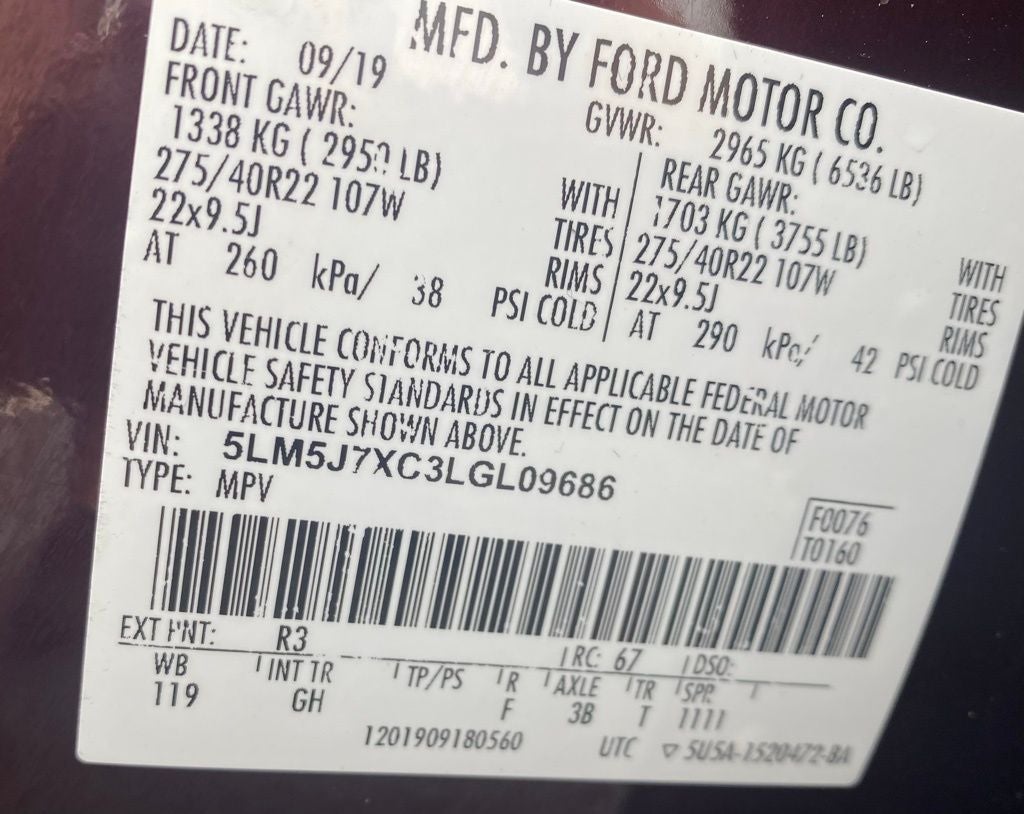 MFD. BY FORD MOTOR CO.
DATE: 09/19
GVWR: 2965 KG ( 6536 LB)
FRONT GAWR:
1338 KG ( 2950 LB) WITH
275/40R22 107W TIRES
22x9.5J RIMS
AT 260 kPa/ 38 PSI COLD
REAR GAWR:
1703 KG ( 3755 LB) WITH
275/40R22 107W TIRES
22x9.5J RIMS
AT 290 kPa/ 42 PSI COLD
THIS VEHICLE CONFORMS TO ALL APPLICABLE FEDERAL MOTOR
VEHICLE SAFETY STANDARDS IN EFFECT ON THE DATE OF
MANUFACTURE SHOWN ABOVE.
VIN: 5LM5J7XC3LGL09686
TYPE: MPV
F0076
T0160
EXT PNT: R3 RC: 67 DSO:
WB INT TR TP/PS R AXLE TR SPR
119 GH F 3B T 1111
1201909180560 UTC ▽ 5U5A-1520472-BA